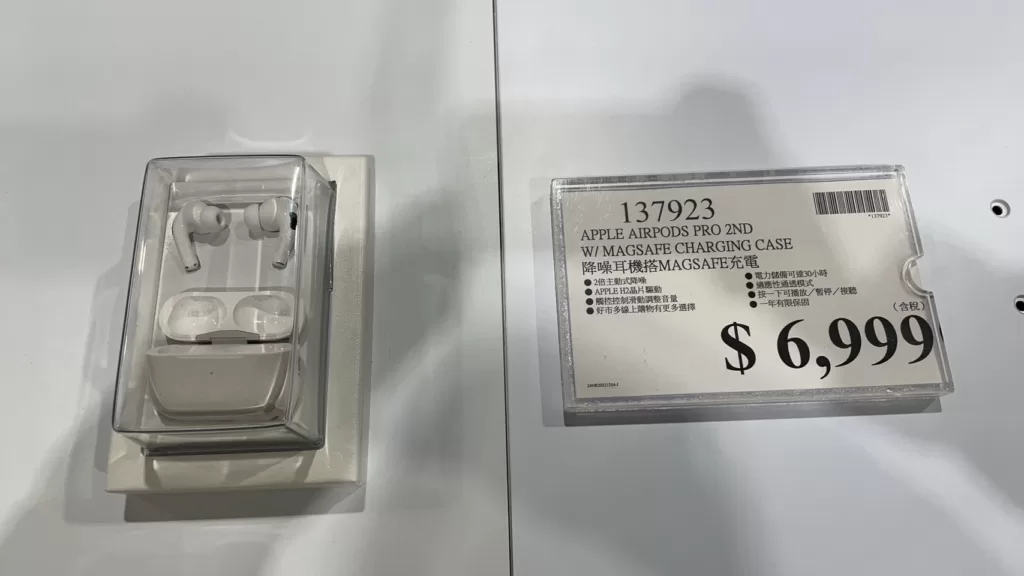 137923
*137923*
APPLE AIRPODS PRO 2ND
W/ MAGSAFE CHARGING CASE
降噪耳機搭MAGSAFE充電
● 2倍主動式降噪
● APPLE H2晶片驅動
● 觸控控制滑動調整音量
● 好市多線上購物有更多選擇
● 電力儲備可達30小時
● 適應性通透模式
● 按一下可播放／暫停／接聽
● 一年有限保固
(含稅)
$ 6,999